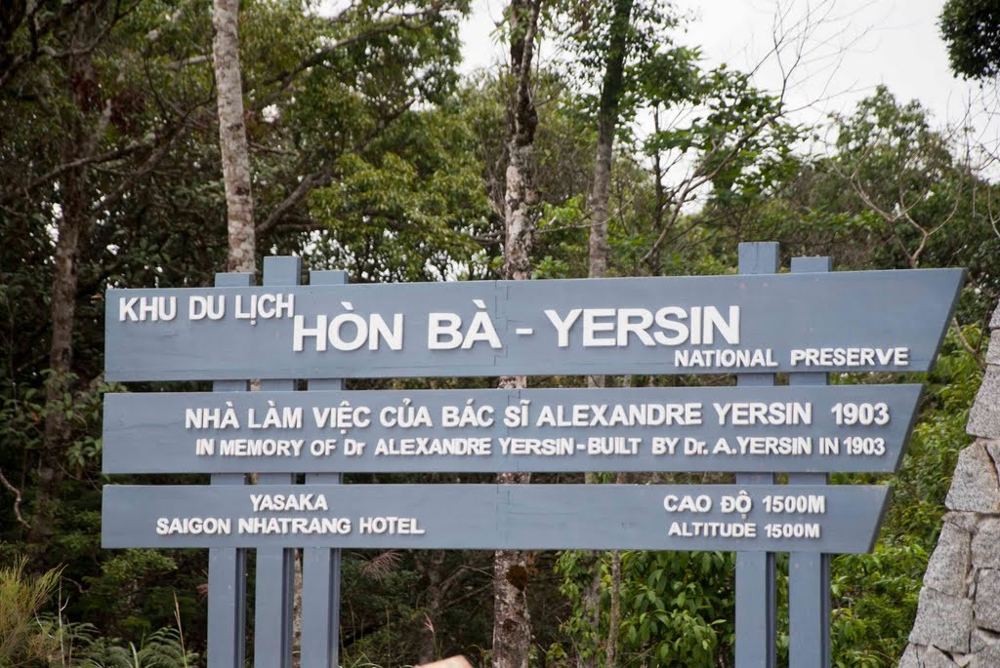 KHU DU LỊCH
HÒN BÀ - YERSIN
NATIONAL PRESERVE
NHÀ LÀM VIỆC CỦA BÁC SĨ ALEXANDRE YERSIN 1903
IN MEMORY OF Dr ALEXANDRE YERSIN-BUILT BY Dr. A.YERSIN IN 1903
YASAKA
SAIGON NHATRANG HOTEL
CAO ĐỘ 1500M
ALTITUDE 1500M